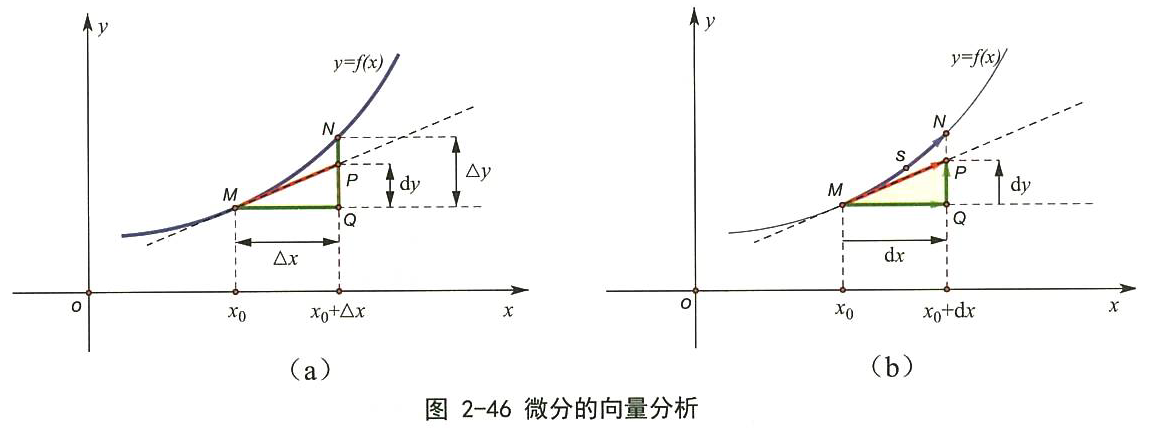 y
y=f(x)
N
M
P
dy
△y
Q
△x
o
x₀
x₀+△x
x
(a)
y
y=f(x)
N
S
M
P
dy
Q
dx
o
x₀
x₀+dx
x
(b)
图 2-46 微分的向量分析